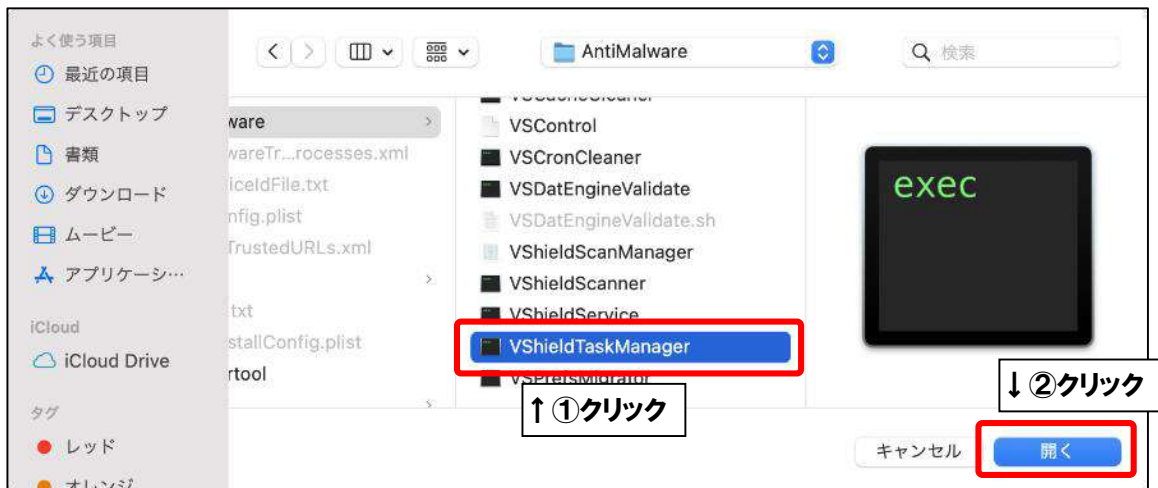 よく使う項目
最近の項目
デスクトップ
書類
ダウンロード
ムービー
アプリケーシ…
iCloud
iCloud Drive
タグ
レッド
オレンジ
AntiMalware
検索
ware
wareTr...rocesses.xml
iceIdFile.txt
nfig.plist
TrustedURLs.xml
txt
stallConfig.plist
rtool
VSControl
VSCronCleaner
VSDatEngineValidate
VSDatEngineValidate.sh
VShieldScanManager
VShieldScanner
VShieldService
VShieldTaskManager
VSPrefsMigrator
↑①クリック
exec
↓②クリック
キャンセル
開く